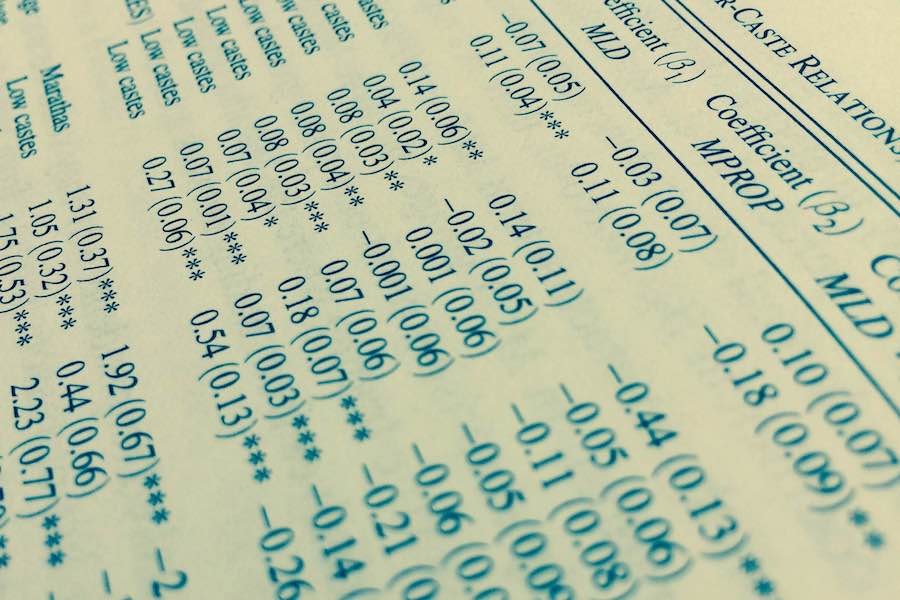 R-CASTE RELATIONS
Coefficient (β1) Coefficient (β2)
MLD MPROP MLD
−0.07 (0.05) −0.03 (0.07) 0.10 (0.07)
0.11 (0.04)*** 0.11 (0.08) −0.18 (0.09)**
castes 0.14 (0.06)** 0.14 (0.11) −0.44 (0.13)***
castes 0.04 (0.02)* −0.02 (0.05) −0.05 (0.06)
castes 0.08 (0.03)** 0.001 (0.06) −0.11 (0.08)
Low castes 0.08 (0.04)** −0.001 (0.06) −0.05 (0.09
Low castes 0.08 (0.03)*** 0.07 (0.06) −0.06 (0
Low castes 0.07 (0.04)* 0.18 (0.07)*** −0.21
Low castes 0.07 (0.01)*** 0.07 (0.03)*** −0.14
Low castes 0.27 (0.06)*** 0.54 (0.13)*** −0.26
Marathas 1.31 (0.37)*** 1.92 (0.67)*** −2
Low castes 1.05 (0.32)*** 0.44 (0.66)
1.75 (0.53)*** 2.23 (0.77)***